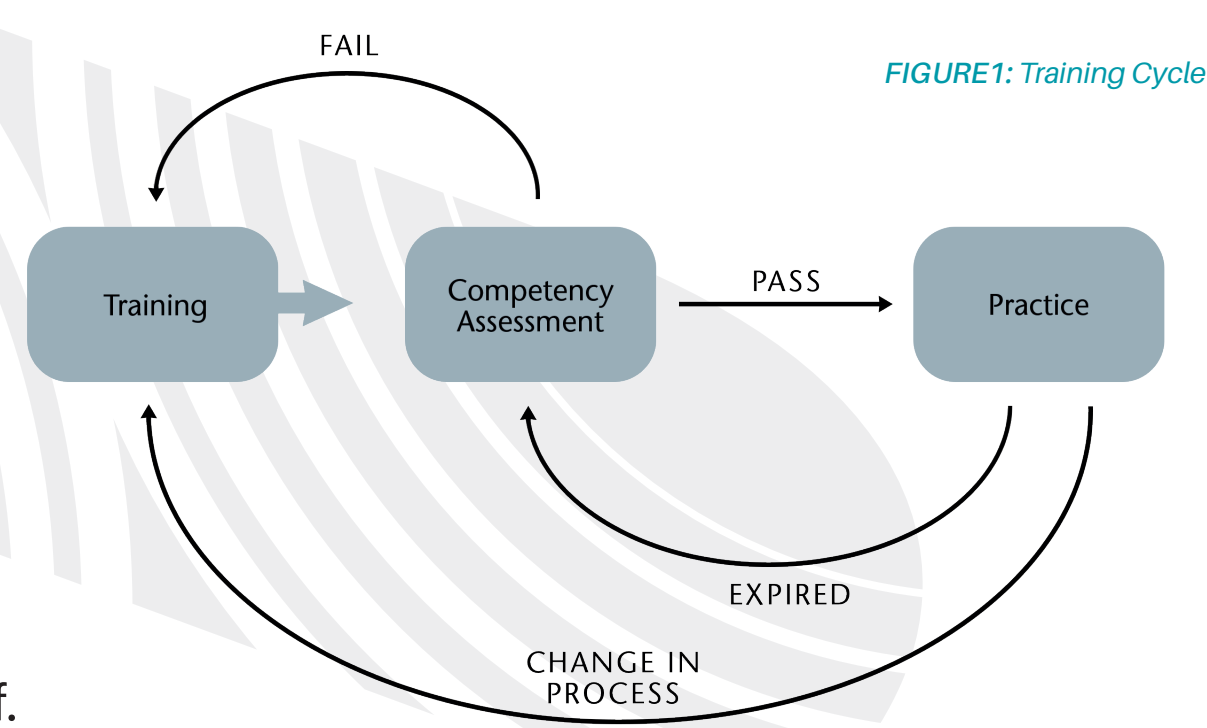 FAIL
FIGURE1: Training Cycle
Training
Competency
Assessment
PASS
Practice
EXPIRED
CHANGE IN
PROCESS
f.